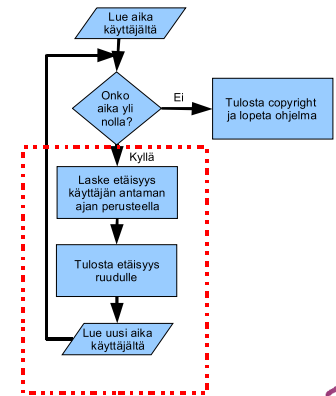 Lue aika
käyttäjältä
Onko
aika yli
nolla?
Ei
Tulosta copyright
ja lopeta ohjelma
Kyllä
Laske etäisyys
käyttäjän antaman
ajan perusteella
Tulosta etäisyys
ruudulle
Lue uusi aika
käyttäjältä